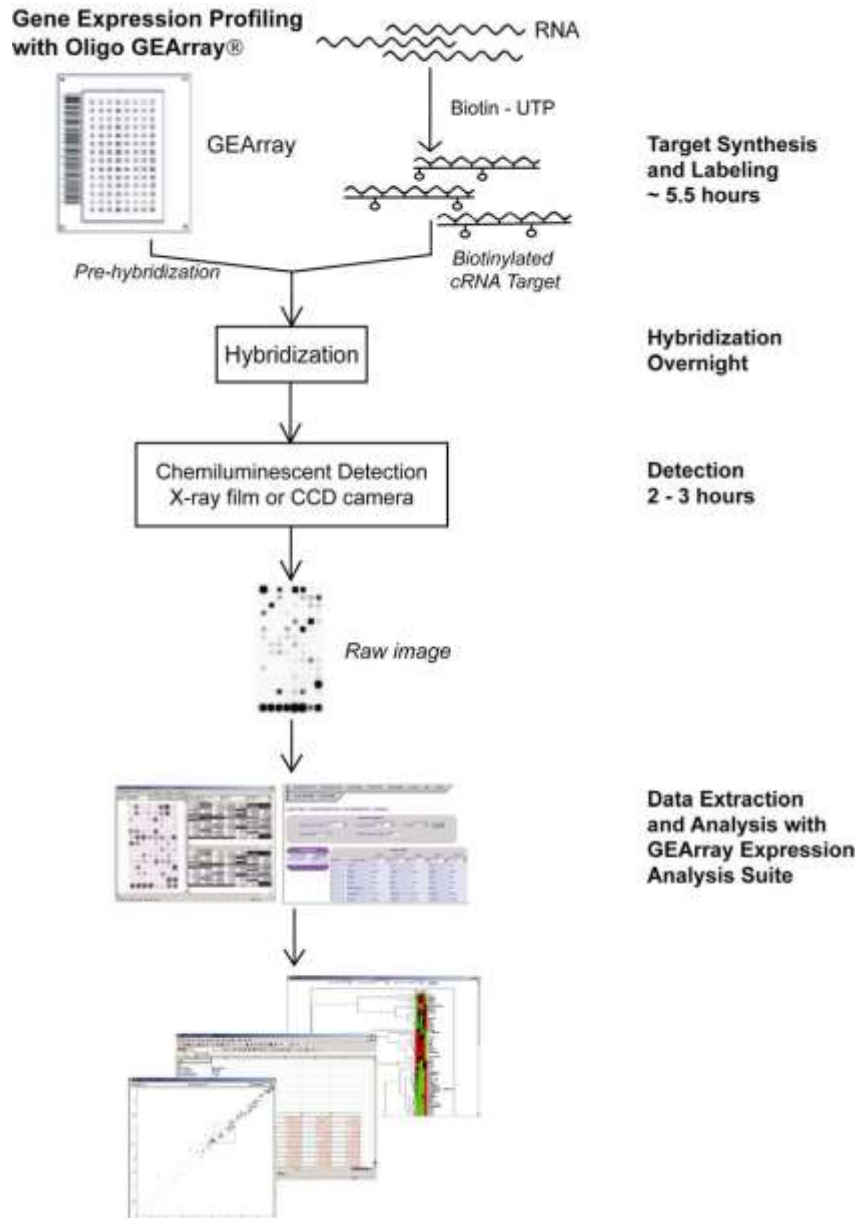 Gene Expression Profiling
with Oligo GEArray®
RNA
Biotin - UTP
GEArray
Target Synthesis
and Labeling
~ 5.5 hours
Pre-hybridization
Biotinylated
cRNA Target
Hybridization
Hybridization
Overnight
Chemiluminescent Detection
X-ray film or CCD camera
Detection
2 - 3 hours
Raw image
Data Extraction
and Analysis with
GEArray Expression
Analysis Suite